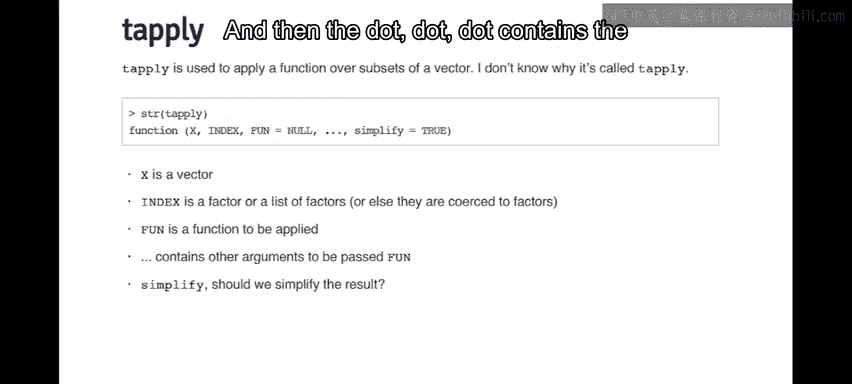 tapply And then the dot, dot, dot contains the
tapply is used to apply a function over subsets of a vector. I don't know why it's called tapply.
> str(tapply)
function (X, INDEX, FUN = NULL, ..., simplify = TRUE)
· X is a vector
· INDEX is a factor or a list of factors (or else they are coerced to factors)
· FUN is a function to be applied
· ... contains other arguments to be passed FUN
· simplify, should we simplify the result?